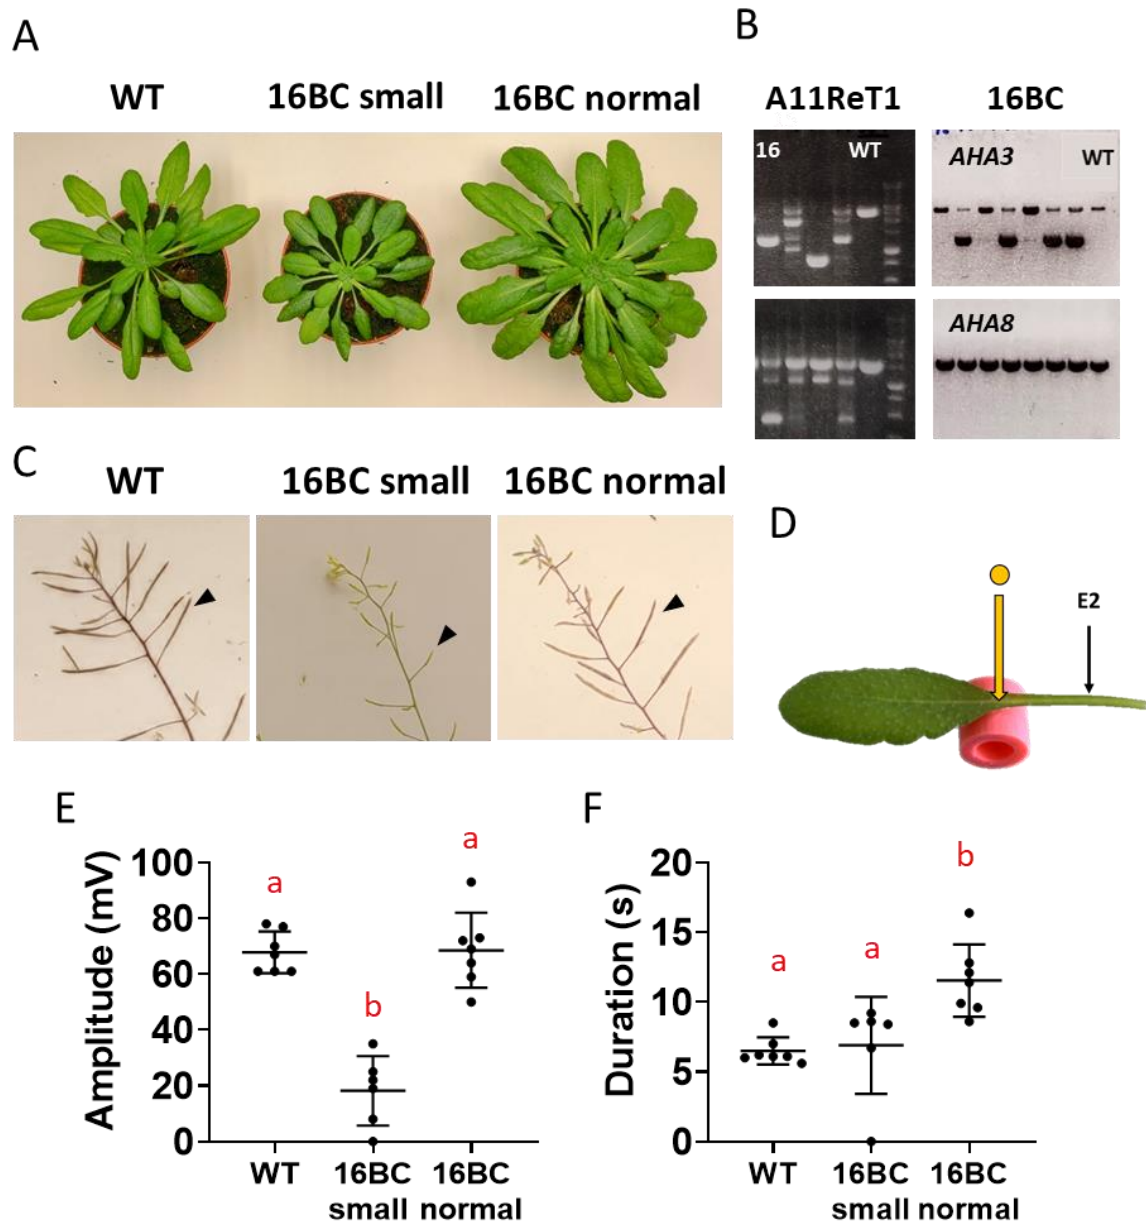 A
WT
16BC small
16BC normal
B
A11ReT1
16BC
16
WT
AHA3
WT
AHA8
C
WT
16BC small
16BC normal
D
E2
E
Amplitude (mV)
100
80
60
40
20
0
a
b
a
WT
16BC
small
16BC
normal
F
Duration (s)
20
15
10
5
0
a
a
b
WT
16BC
small
16BC
normal